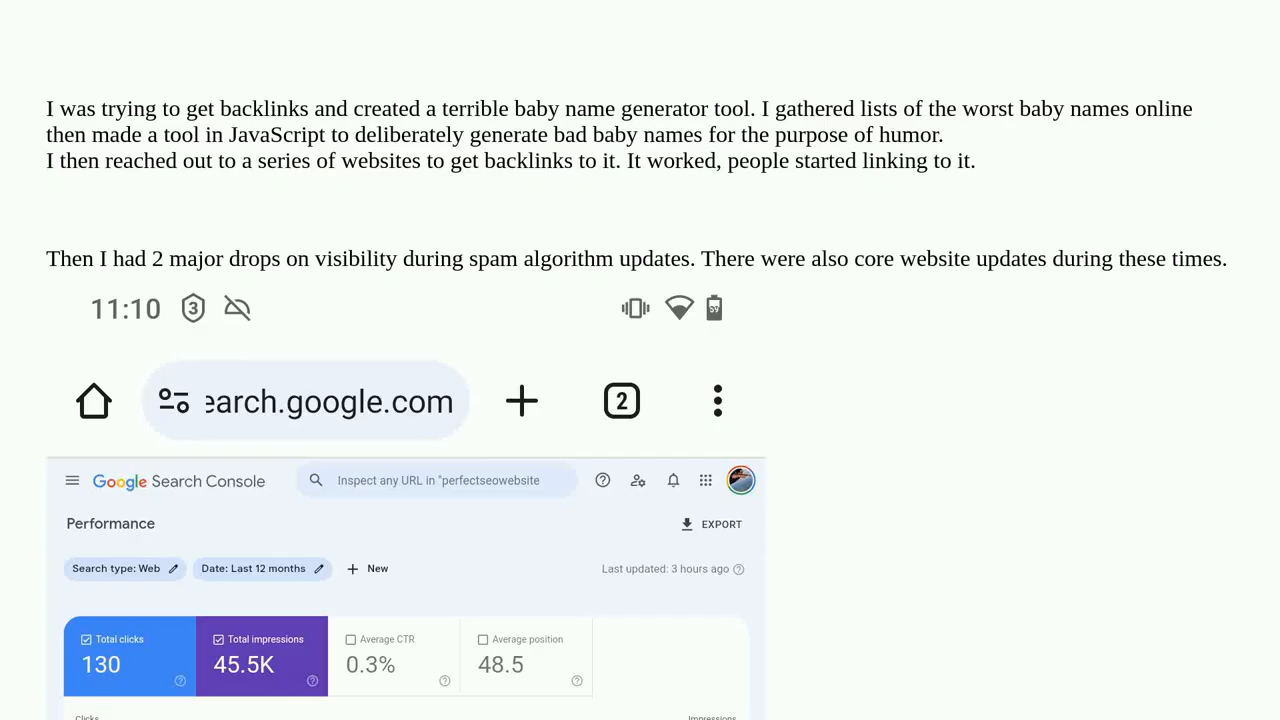 I was trying to get backlinks and created a terrible baby name generator tool. I gathered lists of the worst baby names online
then made a tool in JavaScript to deliberately generate bad baby names for the purpose of humor.
I then reached out to a series of websites to get backlinks to it. It worked, people started linking to it.
Then I had 2 major drops on visibility during spam algorithm updates. There were also core website updates during these times.
11:10 3 59
earch.google.com 2
Google Search Console Inspect any URL in "perfectseowebsite
Performance EXPORT
Search type: Web Date: Last 12 months New Last updated: 3 hours ago
Total clicks Total impressions Average CTR Average position
130 45.5K 0.3% 48.5
Clicks Impressions